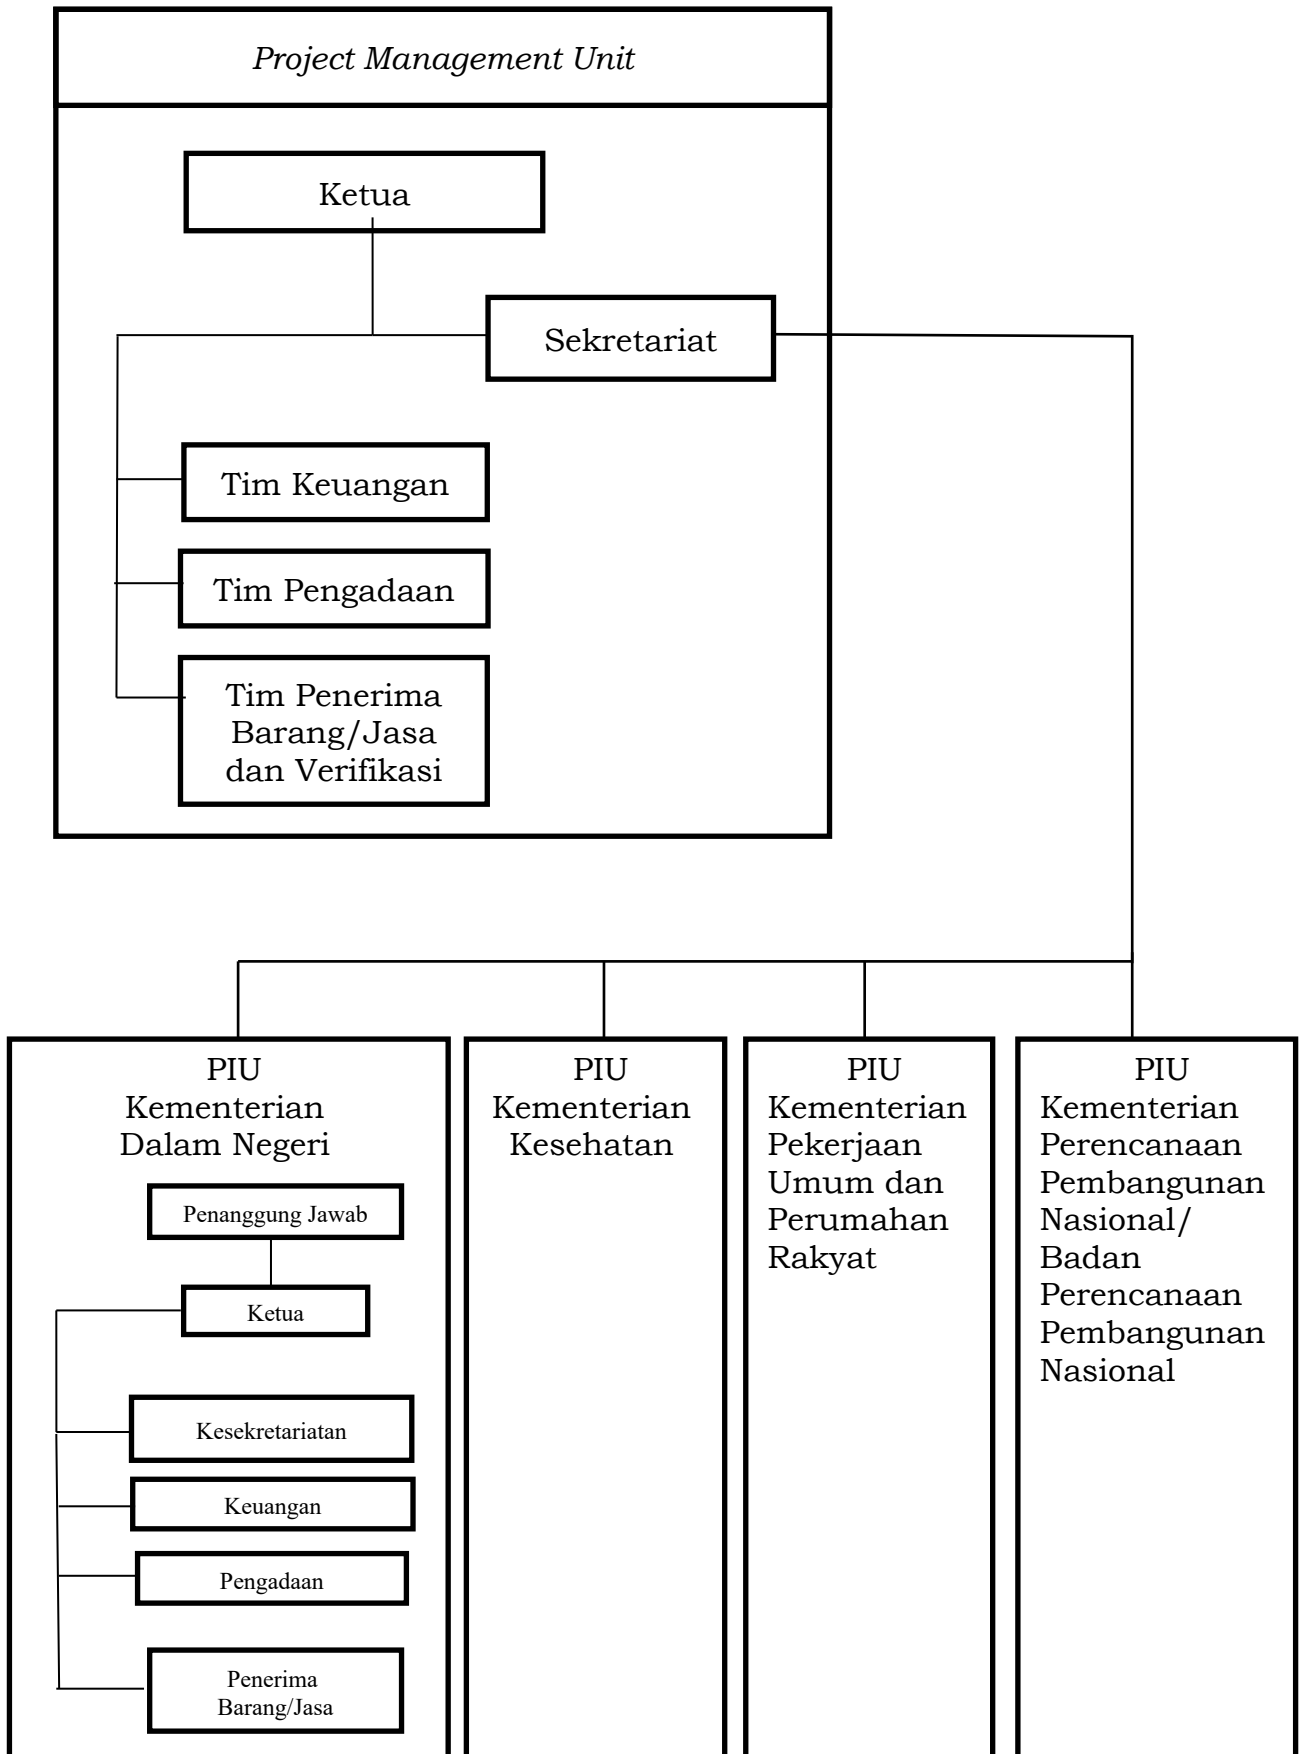 Project Management Unit
Ketua
Sekretariat
Tim Keuangan
Tim Pengadaan
Tim Penerima
Barang/Jasa
dan Verifikasi
PIU
Kementerian
Dalam Negeri
Penanggung Jawab
Ketua
Kesekretariatan
Keuangan
Pengadaan
Penerima
Barang/Jasa
PIU
Kementerian
Kesehatan
PIU
Kementerian
Pekerjaan
Umum dan
Perumahan
Rakyat
PIU
Kementerian
Perencanaan
Pembangunan
Nasional/
Badan
Perencanaan
Pembangunan
Nasional